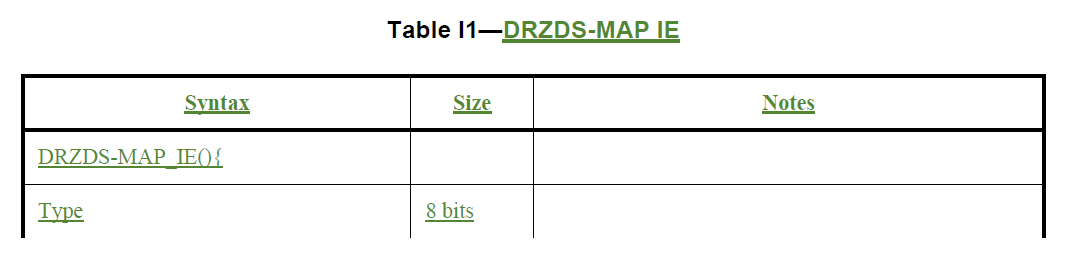 Table I1—DRZDS-MAP IE
Syntax Size Notes
DRZDS-MAP_IE(){
Type 8 bits